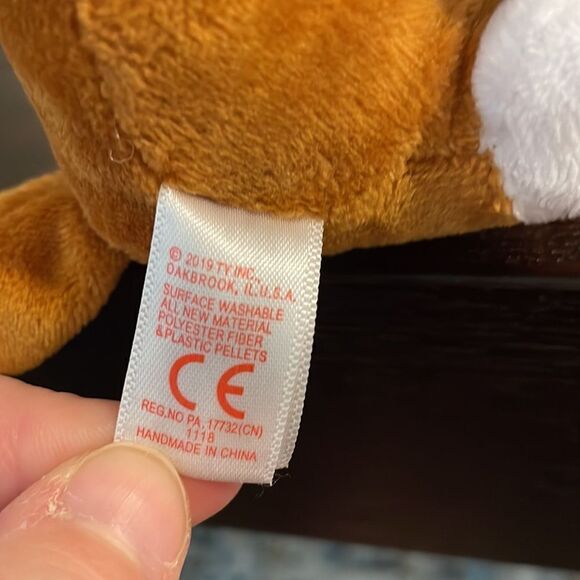 © 2019 TY INC.
OAKBROOK, IL, U.S.A.
SURFACE WASHABLE
ALL NEW MATERIAL
POLYESTER FIBER
& PLASTIC PELLETS
CE
REG.NO PA. 17732(CN)
1118
HANDMADE IN CHINA